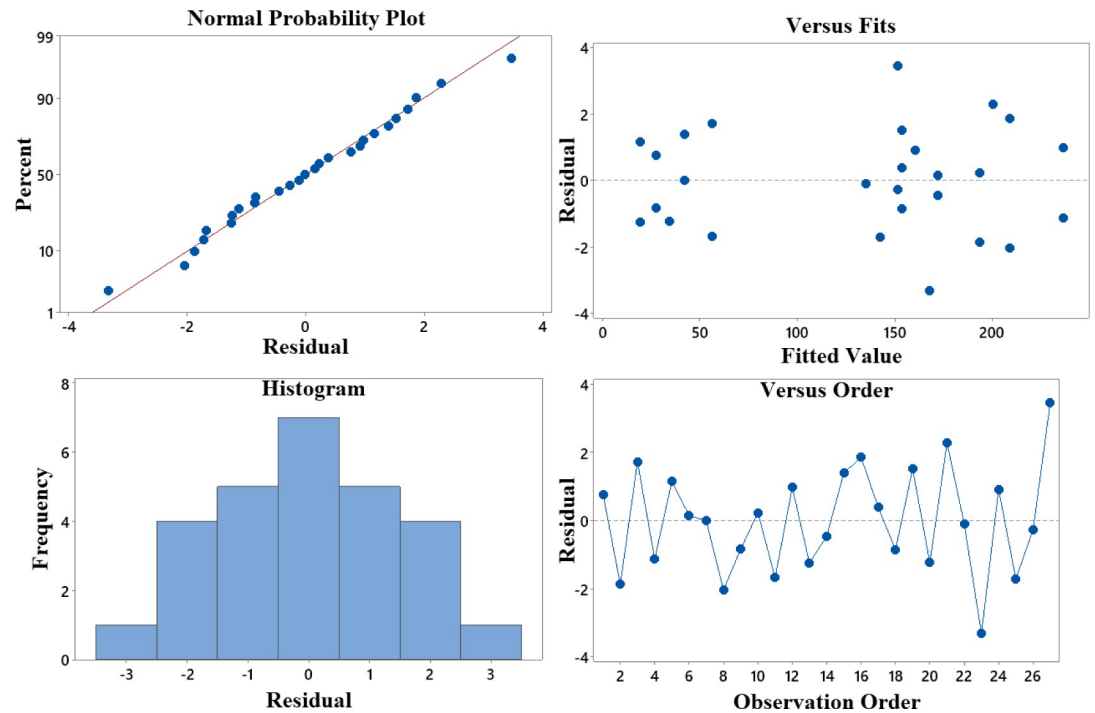 Normal Probability Plot
99
90
50
10
1
Percent
-4 -2 0 2 4
Residual
Versus Fits
4
2
0
-2
-4
Residual
0 50 100 150 200
Fitted Value
Histogram
8
6
4
2
0
Frequency
-3 -2 -1 0 1 2 3
Residual
Versus Order
4
2
0
-2
-4
Residual
2 4 6 8 10 12 14 16 18 20 22 24 26
Observation Order